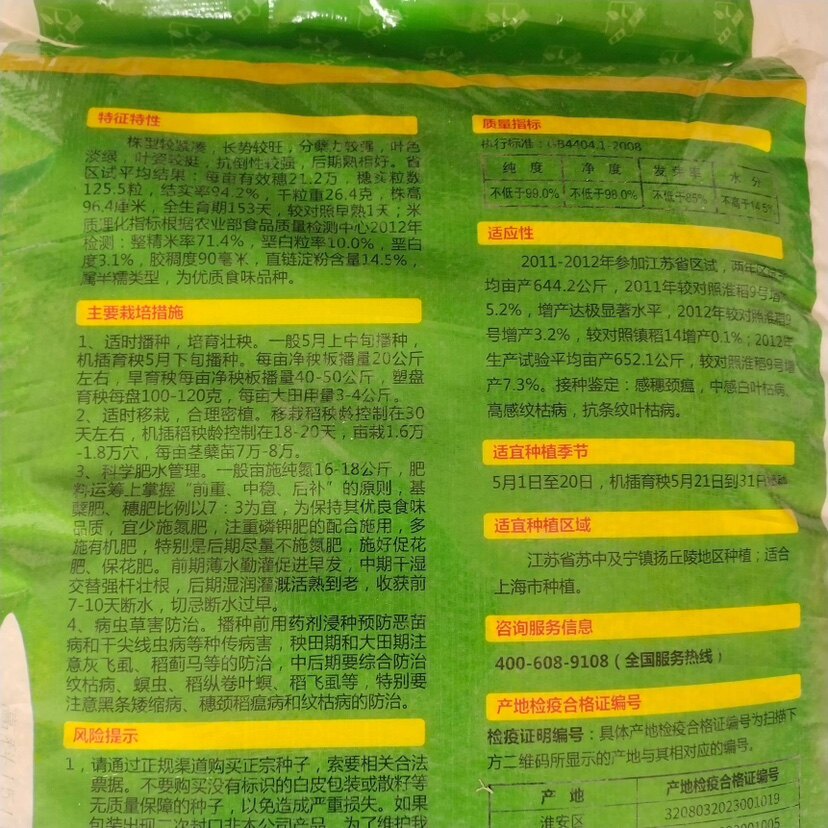 特征特性
株型较紧凑，长势较旺，分蘖力较强，叶色
淡绿，叶姿较挺，抗倒性较强，后期熟相好。省
区试平均结果：每亩有效穗21.2万，穗实粒数
125.5粒，结实率94.2%，千粒重26.4克，株高
96.4厘米，全生育期153天，较对照早熟1天；米
质理化指标根据农业部食品质量检测中心2012年
检测：整精米率71.4%，垩白粒率10.0%，垩白
度3.1%，胶稠度90毫米，直链淀粉含量14.5%，
属半糯类型，为优质食味品种。
主要栽培措施
1、适时播种，培育壮秧。一般5月上中旬播种，
机插育秧5月下旬播种。每亩净秧板播量20公斤
左右，旱育秧每亩净秧板播量40-50公斤，塑盘
育秧每盘100-120克，每亩大田用量3-4公斤。
2、适时移栽，合理密植。移栽稻秧龄控制在30
天左右，机插稻秧龄控制在18-20天，亩栽1.6万
-1.8万穴，每亩茎蘖苗7万-8万。
3、科学肥水管理。一般亩施纯氮16-18公斤，肥
料运筹上掌握“前重、中稳、后补”的原则，基
蘖肥、穗肥比例以7：3为宜，为保持其优良食味
品质，宜少施氮肥，注重磷钾肥的配合施用，多
施有机肥，特别是后期尽量不施氮肥，施好促花
肥、保花肥。前期薄水勤灌促进早发，中期干湿
交替强杆壮根，后期湿润灌溉活熟到老，收获前
7-10天断水，切忌断水过早。
4、病虫草害防治。播种前用药剂浸种预防恶苗
病和干尖线虫病等种传病害，秧田期和大田期注
意灰飞虱、稻蓟马等的防治，中后期要综合防治
纹枯病、螟虫、稻纵卷叶螟、稻飞虱等，特别要
注意黑条矮缩病、穗颈稻瘟病和纹枯病的防治。
风险提示
1，请通过正规渠道购买正宗种子，索要相关合法
票据。不要购买没有标识的白皮包装或散籽等
无质量保障的种子，以免造成严重损失。如果
包装出现二次封口非本公司产品，为了维护我
质量指标
执行标准：GB4404.1-2008
纯度 净度 发芽率 水分
不低于99.0% 不低于98.0% 不低于85% 不高于14.5%
适应性
2011-2012年参加江苏省区试，两年区试平
均亩产644.2公斤，2011年较对照淮稻9号增产
5.2%，增产达极显著水平，2012年较对照淮稻9
号增产3.2%，较对照镇稻14增产0.1%；2012年
生产试验平均亩产652.1公斤，较对照淮稻9号增
产7.3%。接种鉴定：感穗颈瘟，中感白叶枯病，
高感纹枯病，抗条纹叶枯病。
适宜种植季节
5月1日至20日，机插育秧5月21日到31日播种
适宜种植区域
江苏省苏中及宁镇扬丘陵地区种植；适合
上海市种植。
咨询服务信息
400-608-9108（全国服务热线）
产地检疫合格证编号
检疫证明编号：具体产地检疫合格证编号为扫描下
方二维码所显示的产地与其相对应的编号。
产地 产地检疫合格证编号
淮安区 3208032023001019